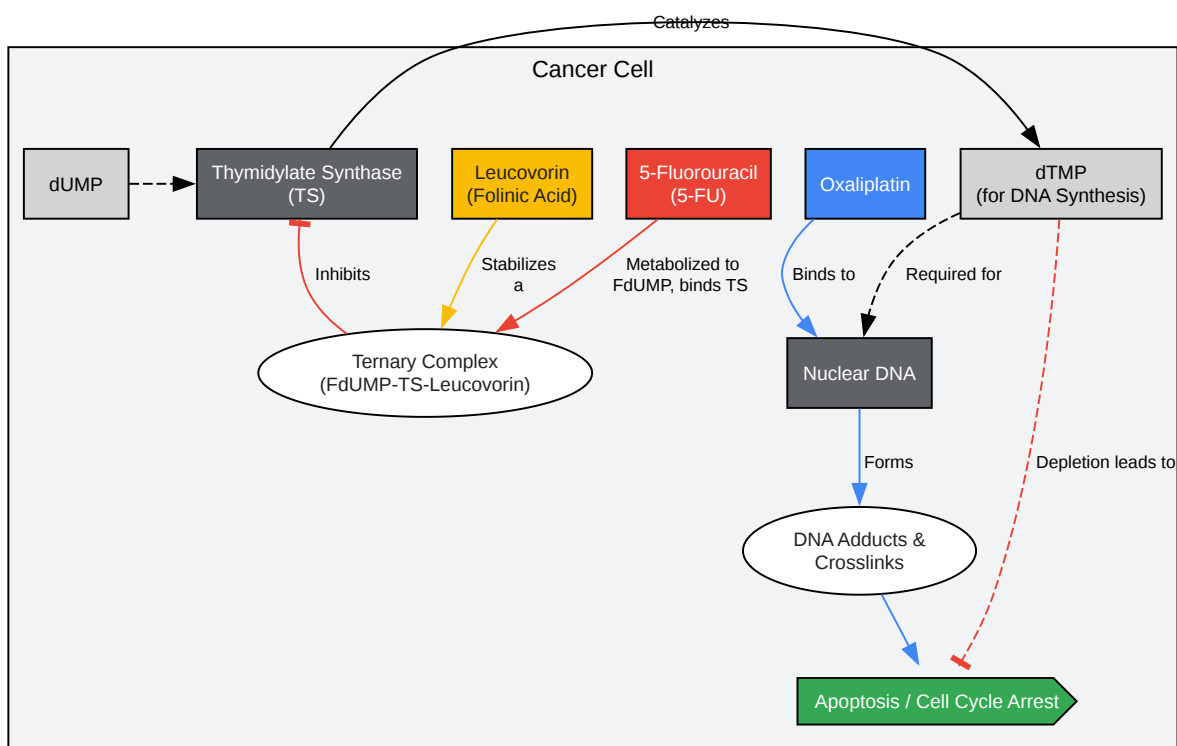 Catalyzes
Cancer Cell
dUMP
Thymidylate Synthase
(TS)
Leucovorin
(Folinic Acid)
5-Fluorouracil
(5-FU)
Oxaliplatin
dTMP
(for DNA Synthesis)
Inhibits
Stabilizes
a
Metabolized to
FdUMP, binds TS
Binds to
Required for
Ternary Complex
(FdUMP-TS-Leucovorin)
Nuclear DNA
Forms
Depletion leads to
DNA Adducts &
Crosslinks
Apoptosis / Cell Cycle Arrest